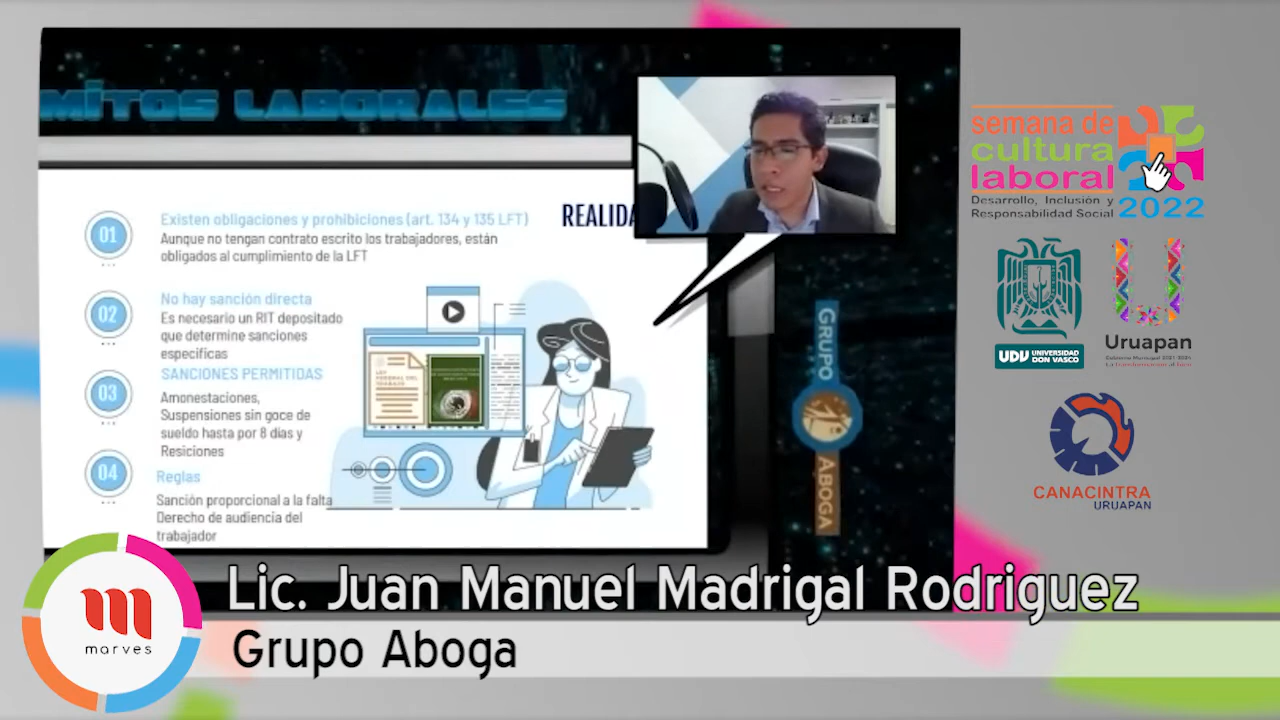 MITOS LABORALES
REALIDA
01
Existen obligaciones y prohibiciones (art. 134 y 135 LFT)
Aunque no tengan contrato escrito los trabajadores, están
obligados al cumplimiento de la LFT
02
No hay sanción directa
Es necesario un RIT depositado
que determine sanciones
especificas
03
SANCIONES PERMITIDAS
Amonestaciones,
Suspensiones sin goce de
sueldo hasta por 8 días y
Resiciones
04
Reglas
Sanción proporcional a la falta
Derecho de audiencia del
trabajador
LEY
FEDERAL DEL
TRABAJO
GRUPO
ABOGA
semana de
cultura
laboral
Desarrollo, Inclusión y
Responsabilidad Social
2022
UDV UNIVERSIDAD
DON VASCO
Uruapan
CANACINTRA
URUAPAN
marves
Lic. Juan Manuel Madrigal Rodriguez
Grupo Aboga